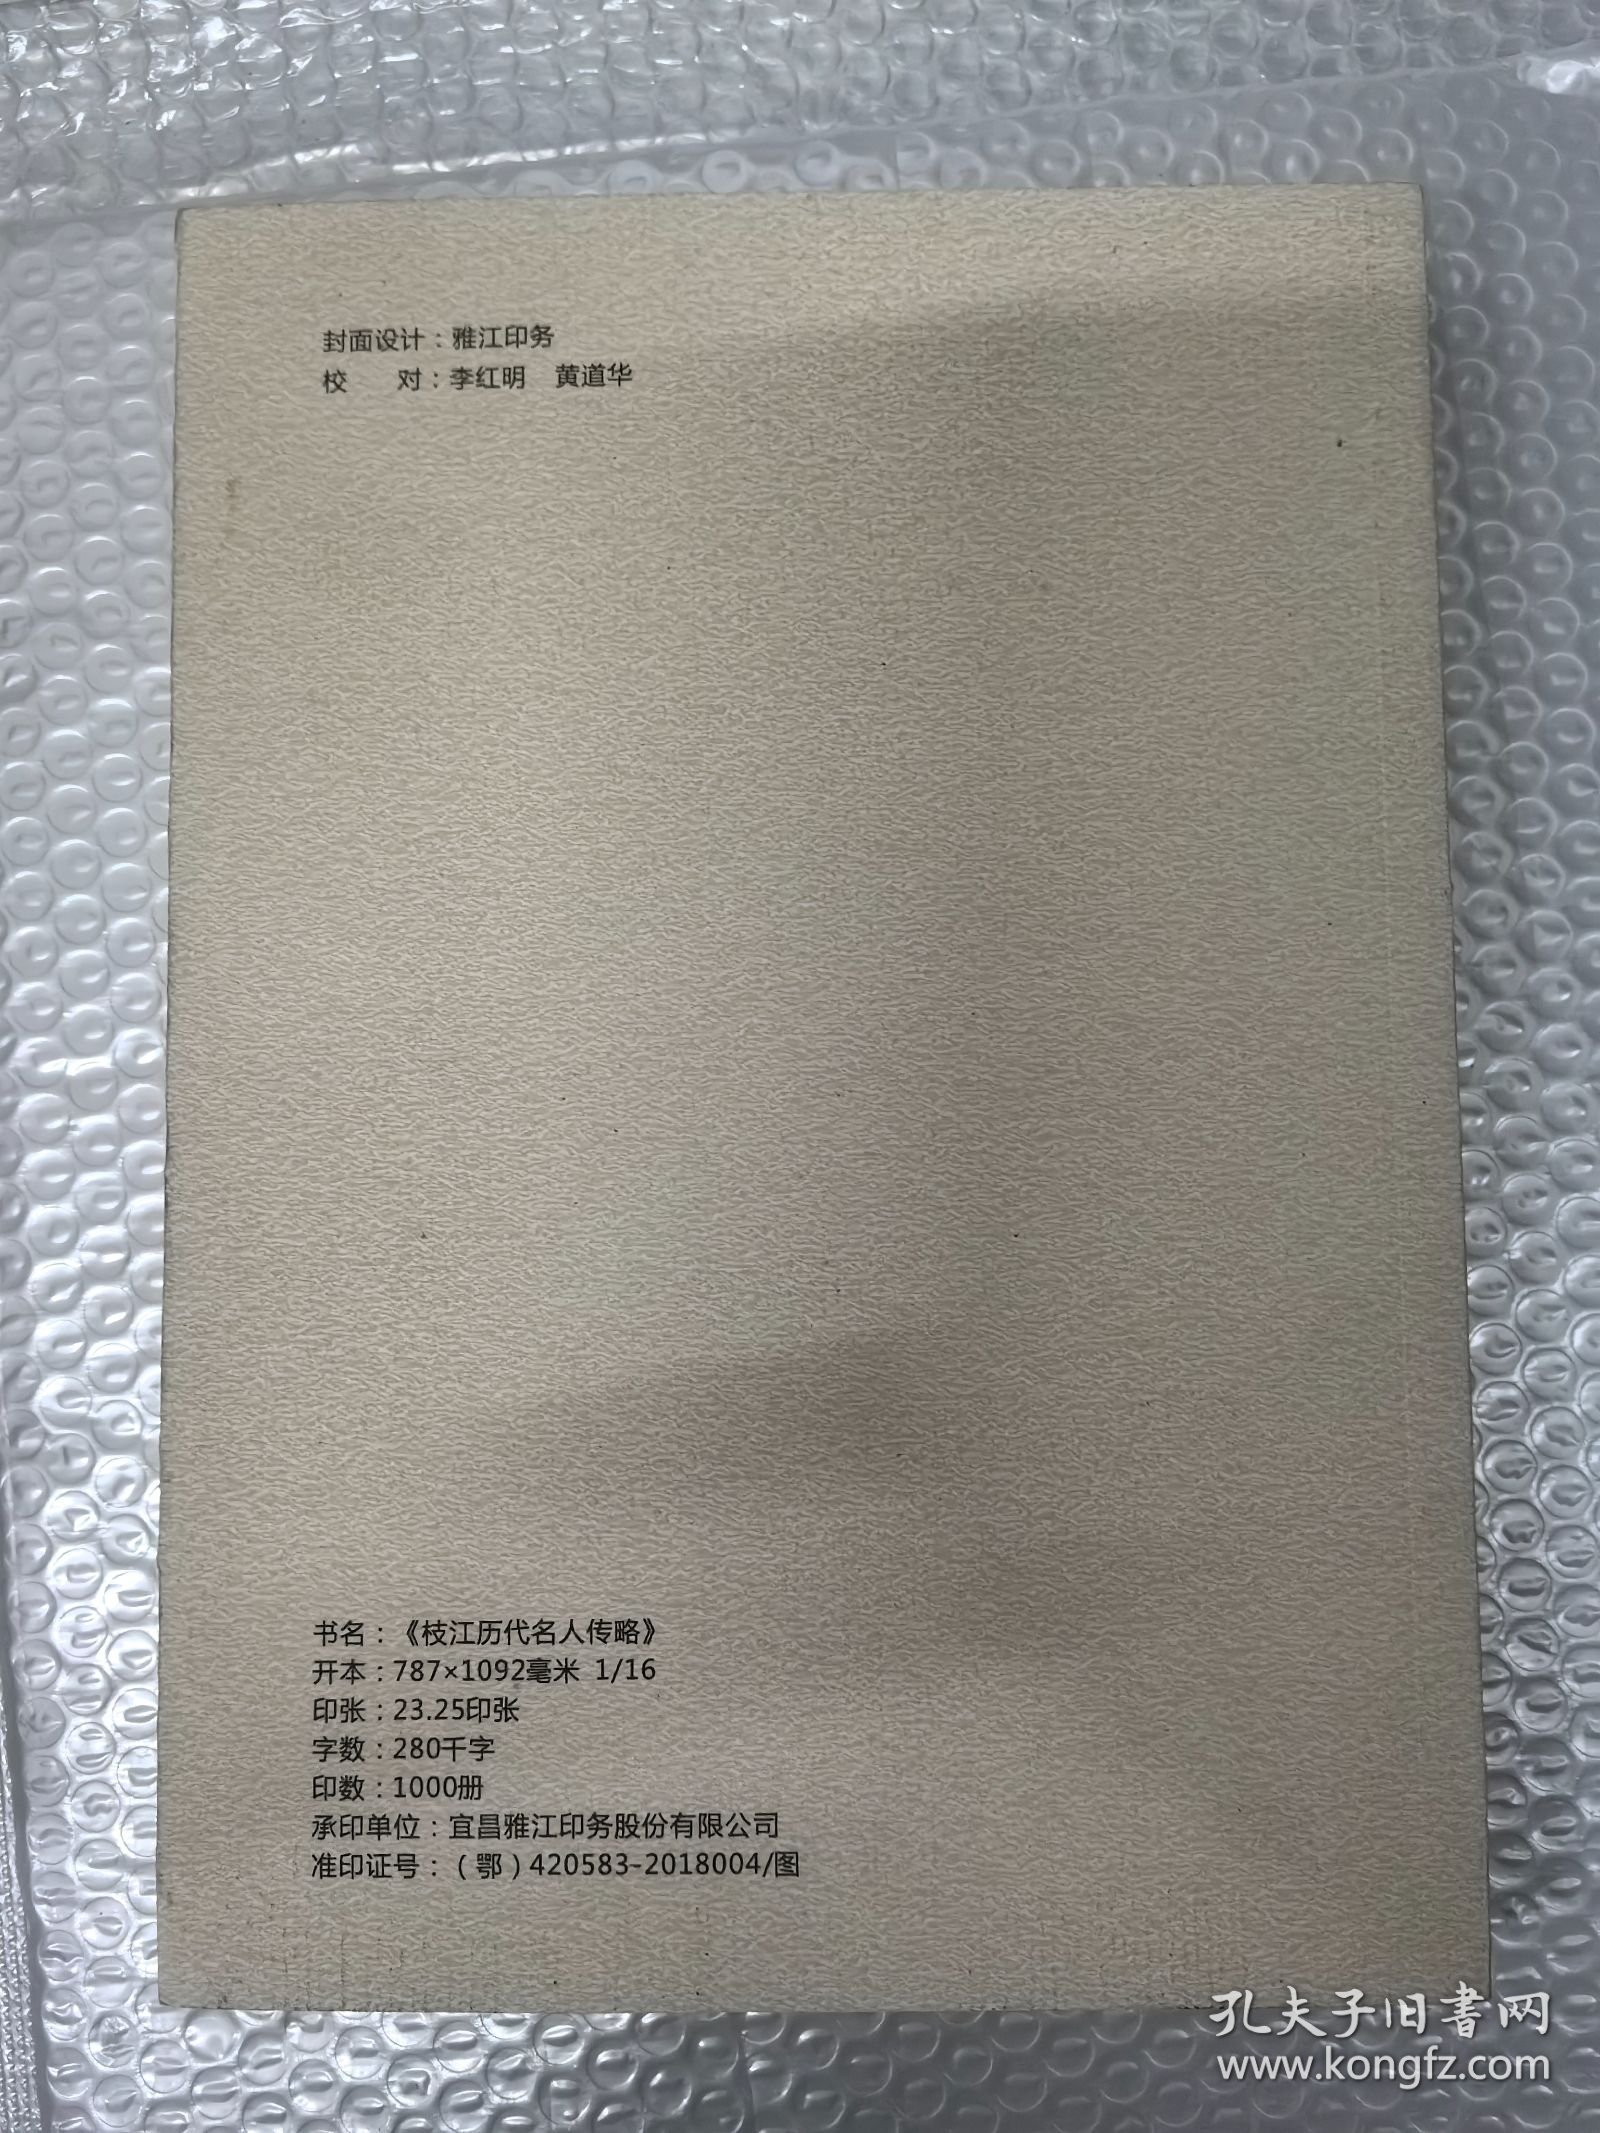 封面设计：雅江印务
校　　对：李红明　黄道华
书名：《枝江历代名人传略》
开本：787×1092毫米 1/16
印张：23.25印张
字数：280千字
印数：1000册
承印单位：宜昌雅江印务股份有限公司
准印证号：（鄂）420583-2018004/图
孔夫子旧書网
www.kongfz.com